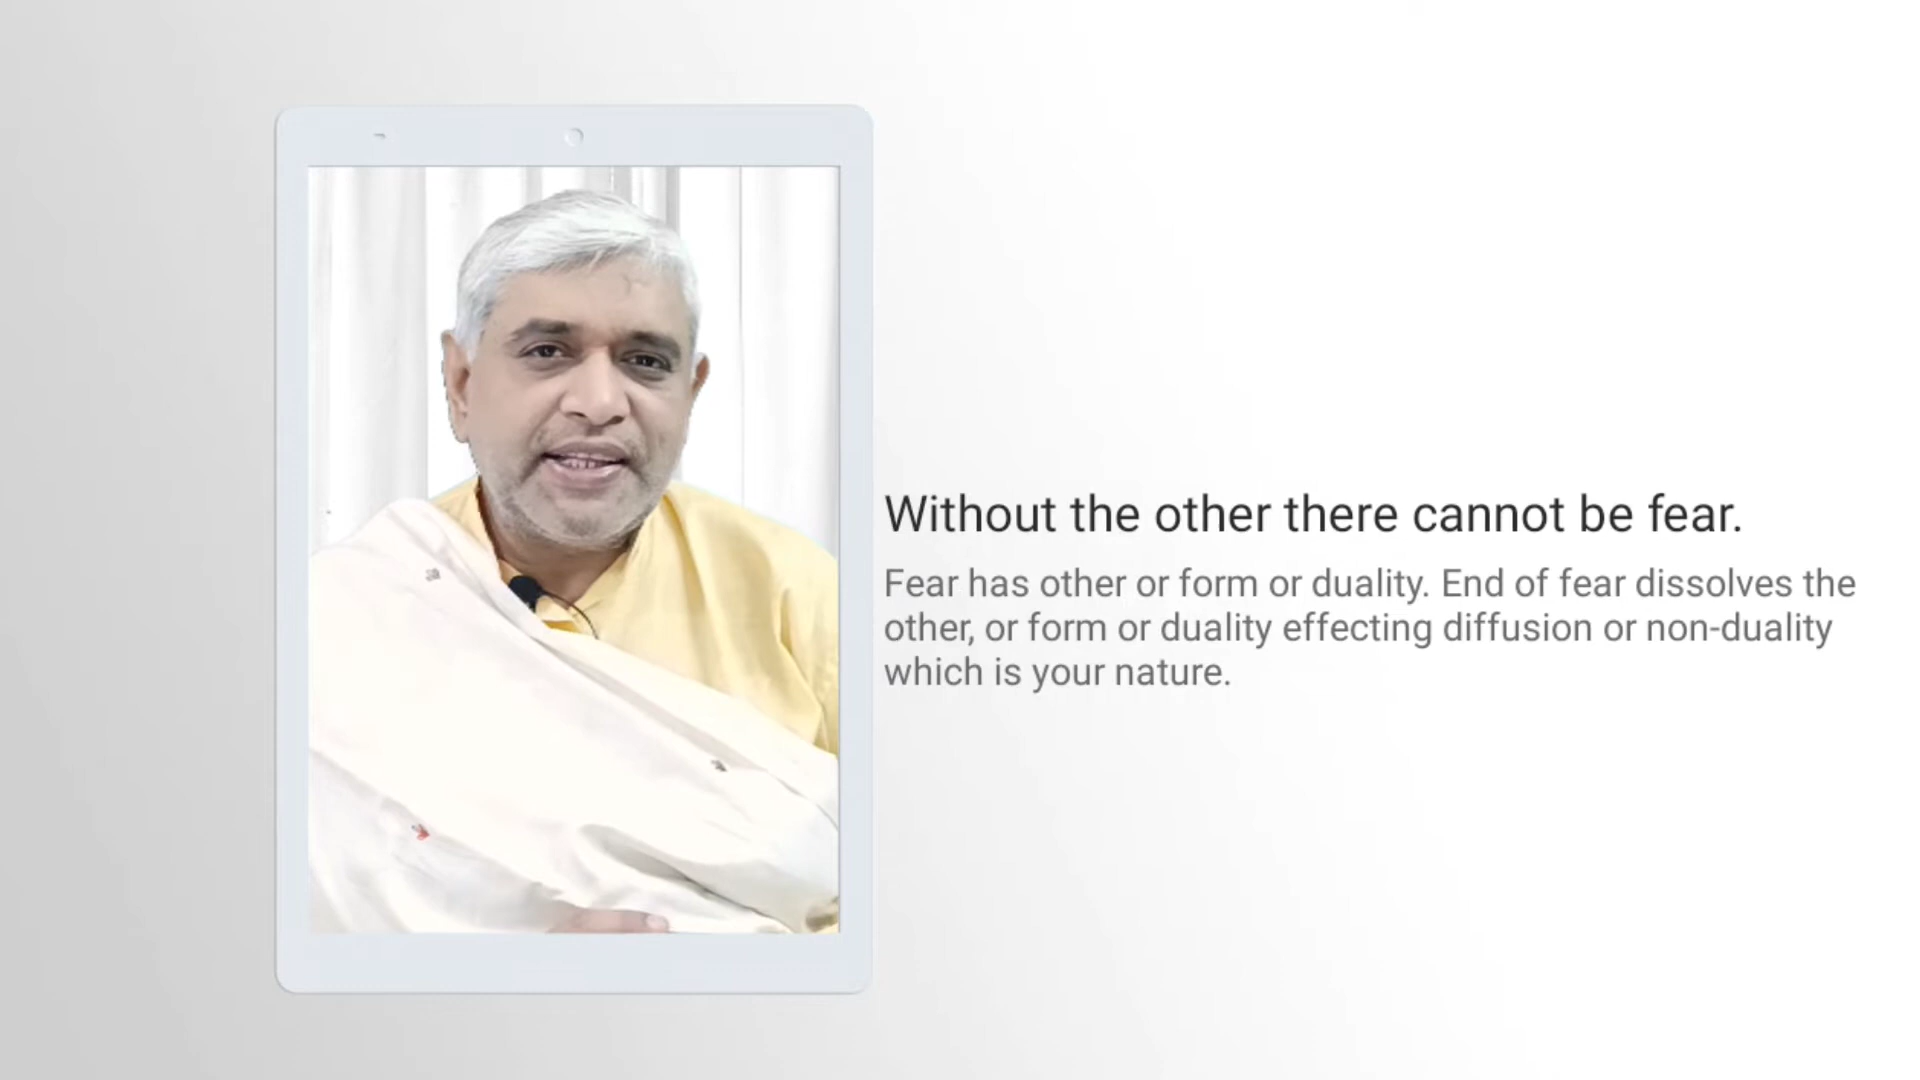 Without the other there cannot be fear.
Fear has other or form or duality. End of fear dissolves the
other, or form or duality effecting diffusion or non-duality
which is your nature.